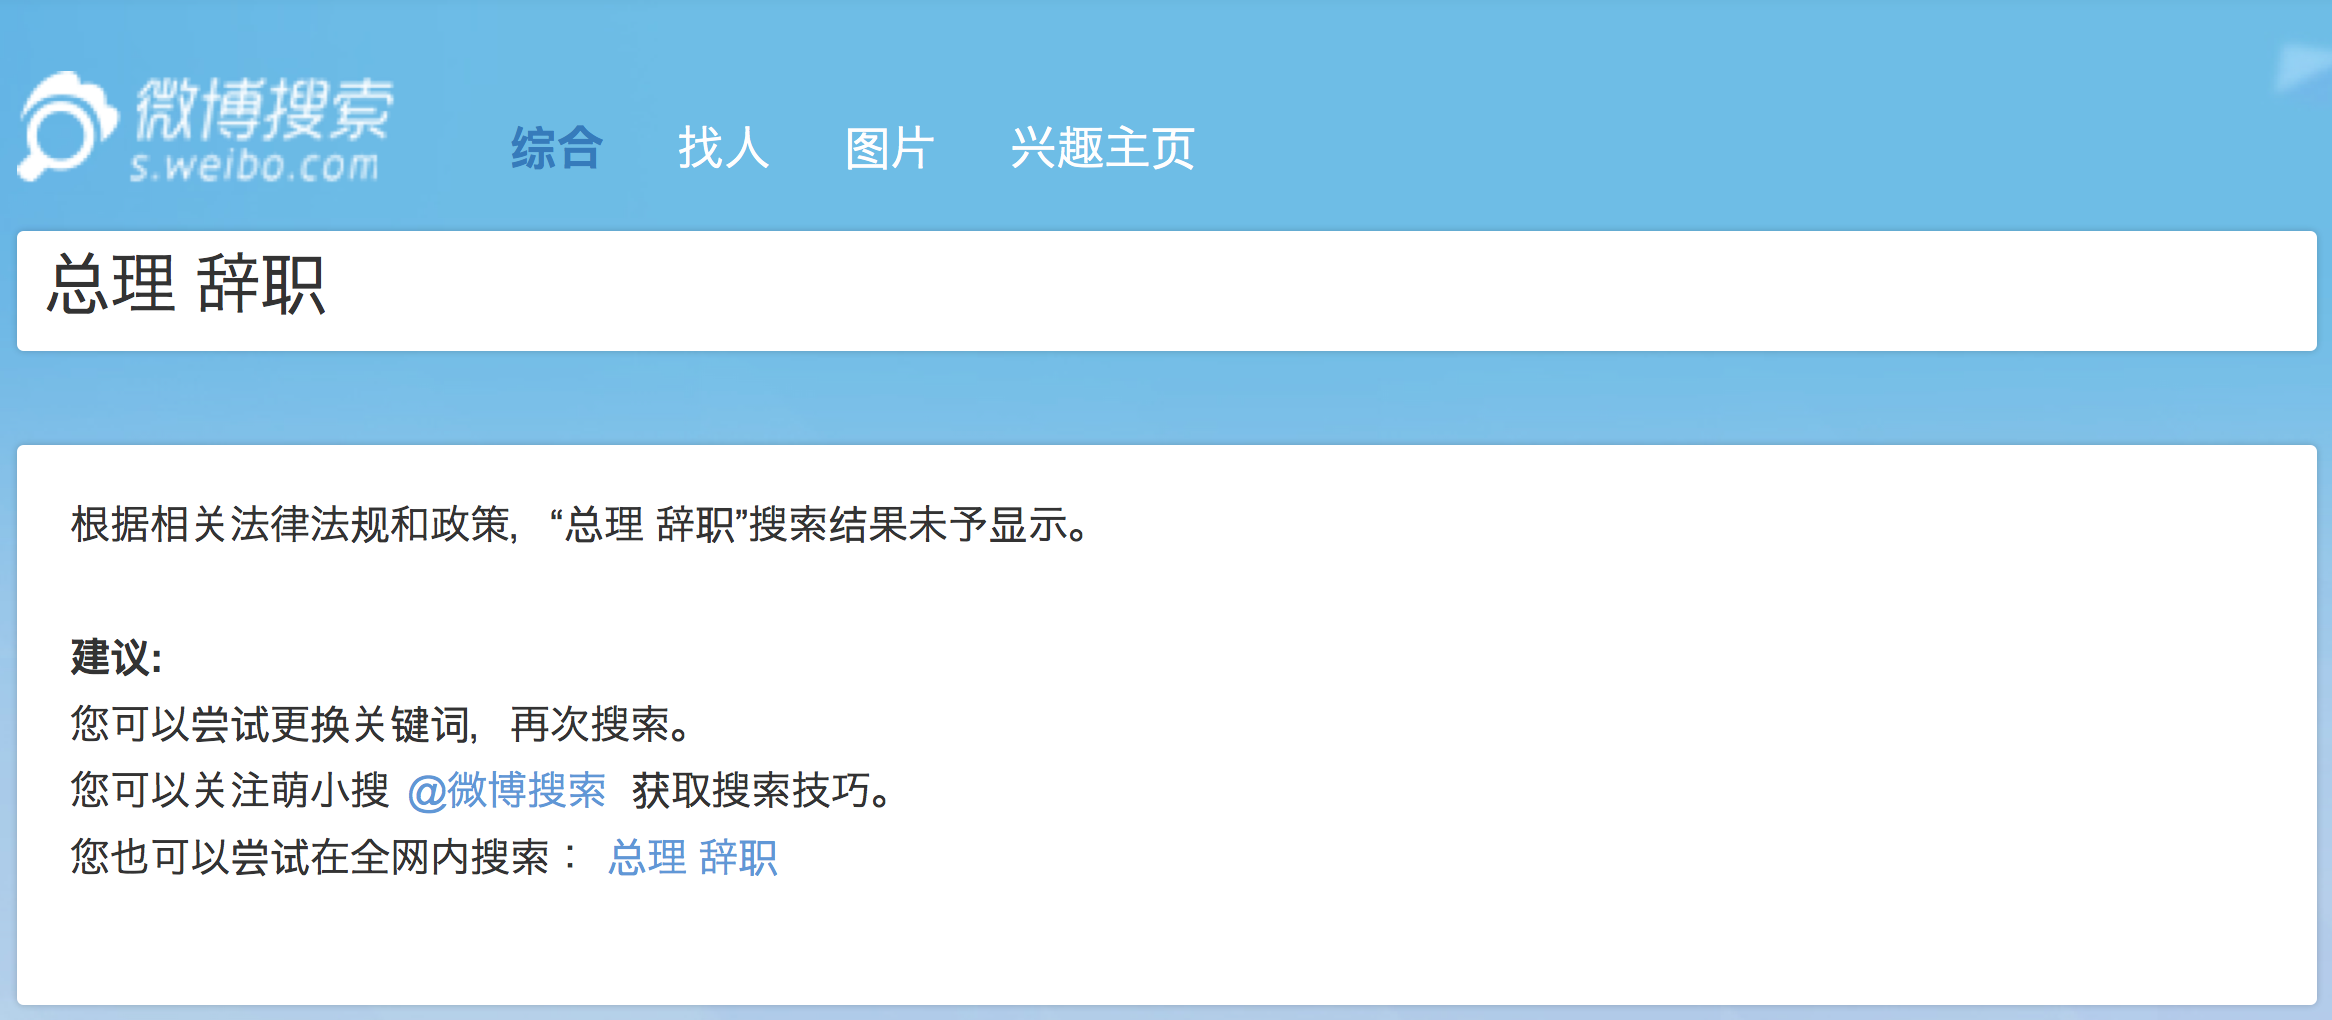 微博搜索
s.weibo.com
综合 找人 图片 兴趣主页
总理 辞职
根据相关法律法规和政策,“总理 辞职”搜索结果未予显示。
建议:
您可以尝试更换关键词,再次搜索。
您可以关注萌小搜 @微博搜索 获取搜索技巧。
您也可以尝试在全网内搜索: 总理 辞职